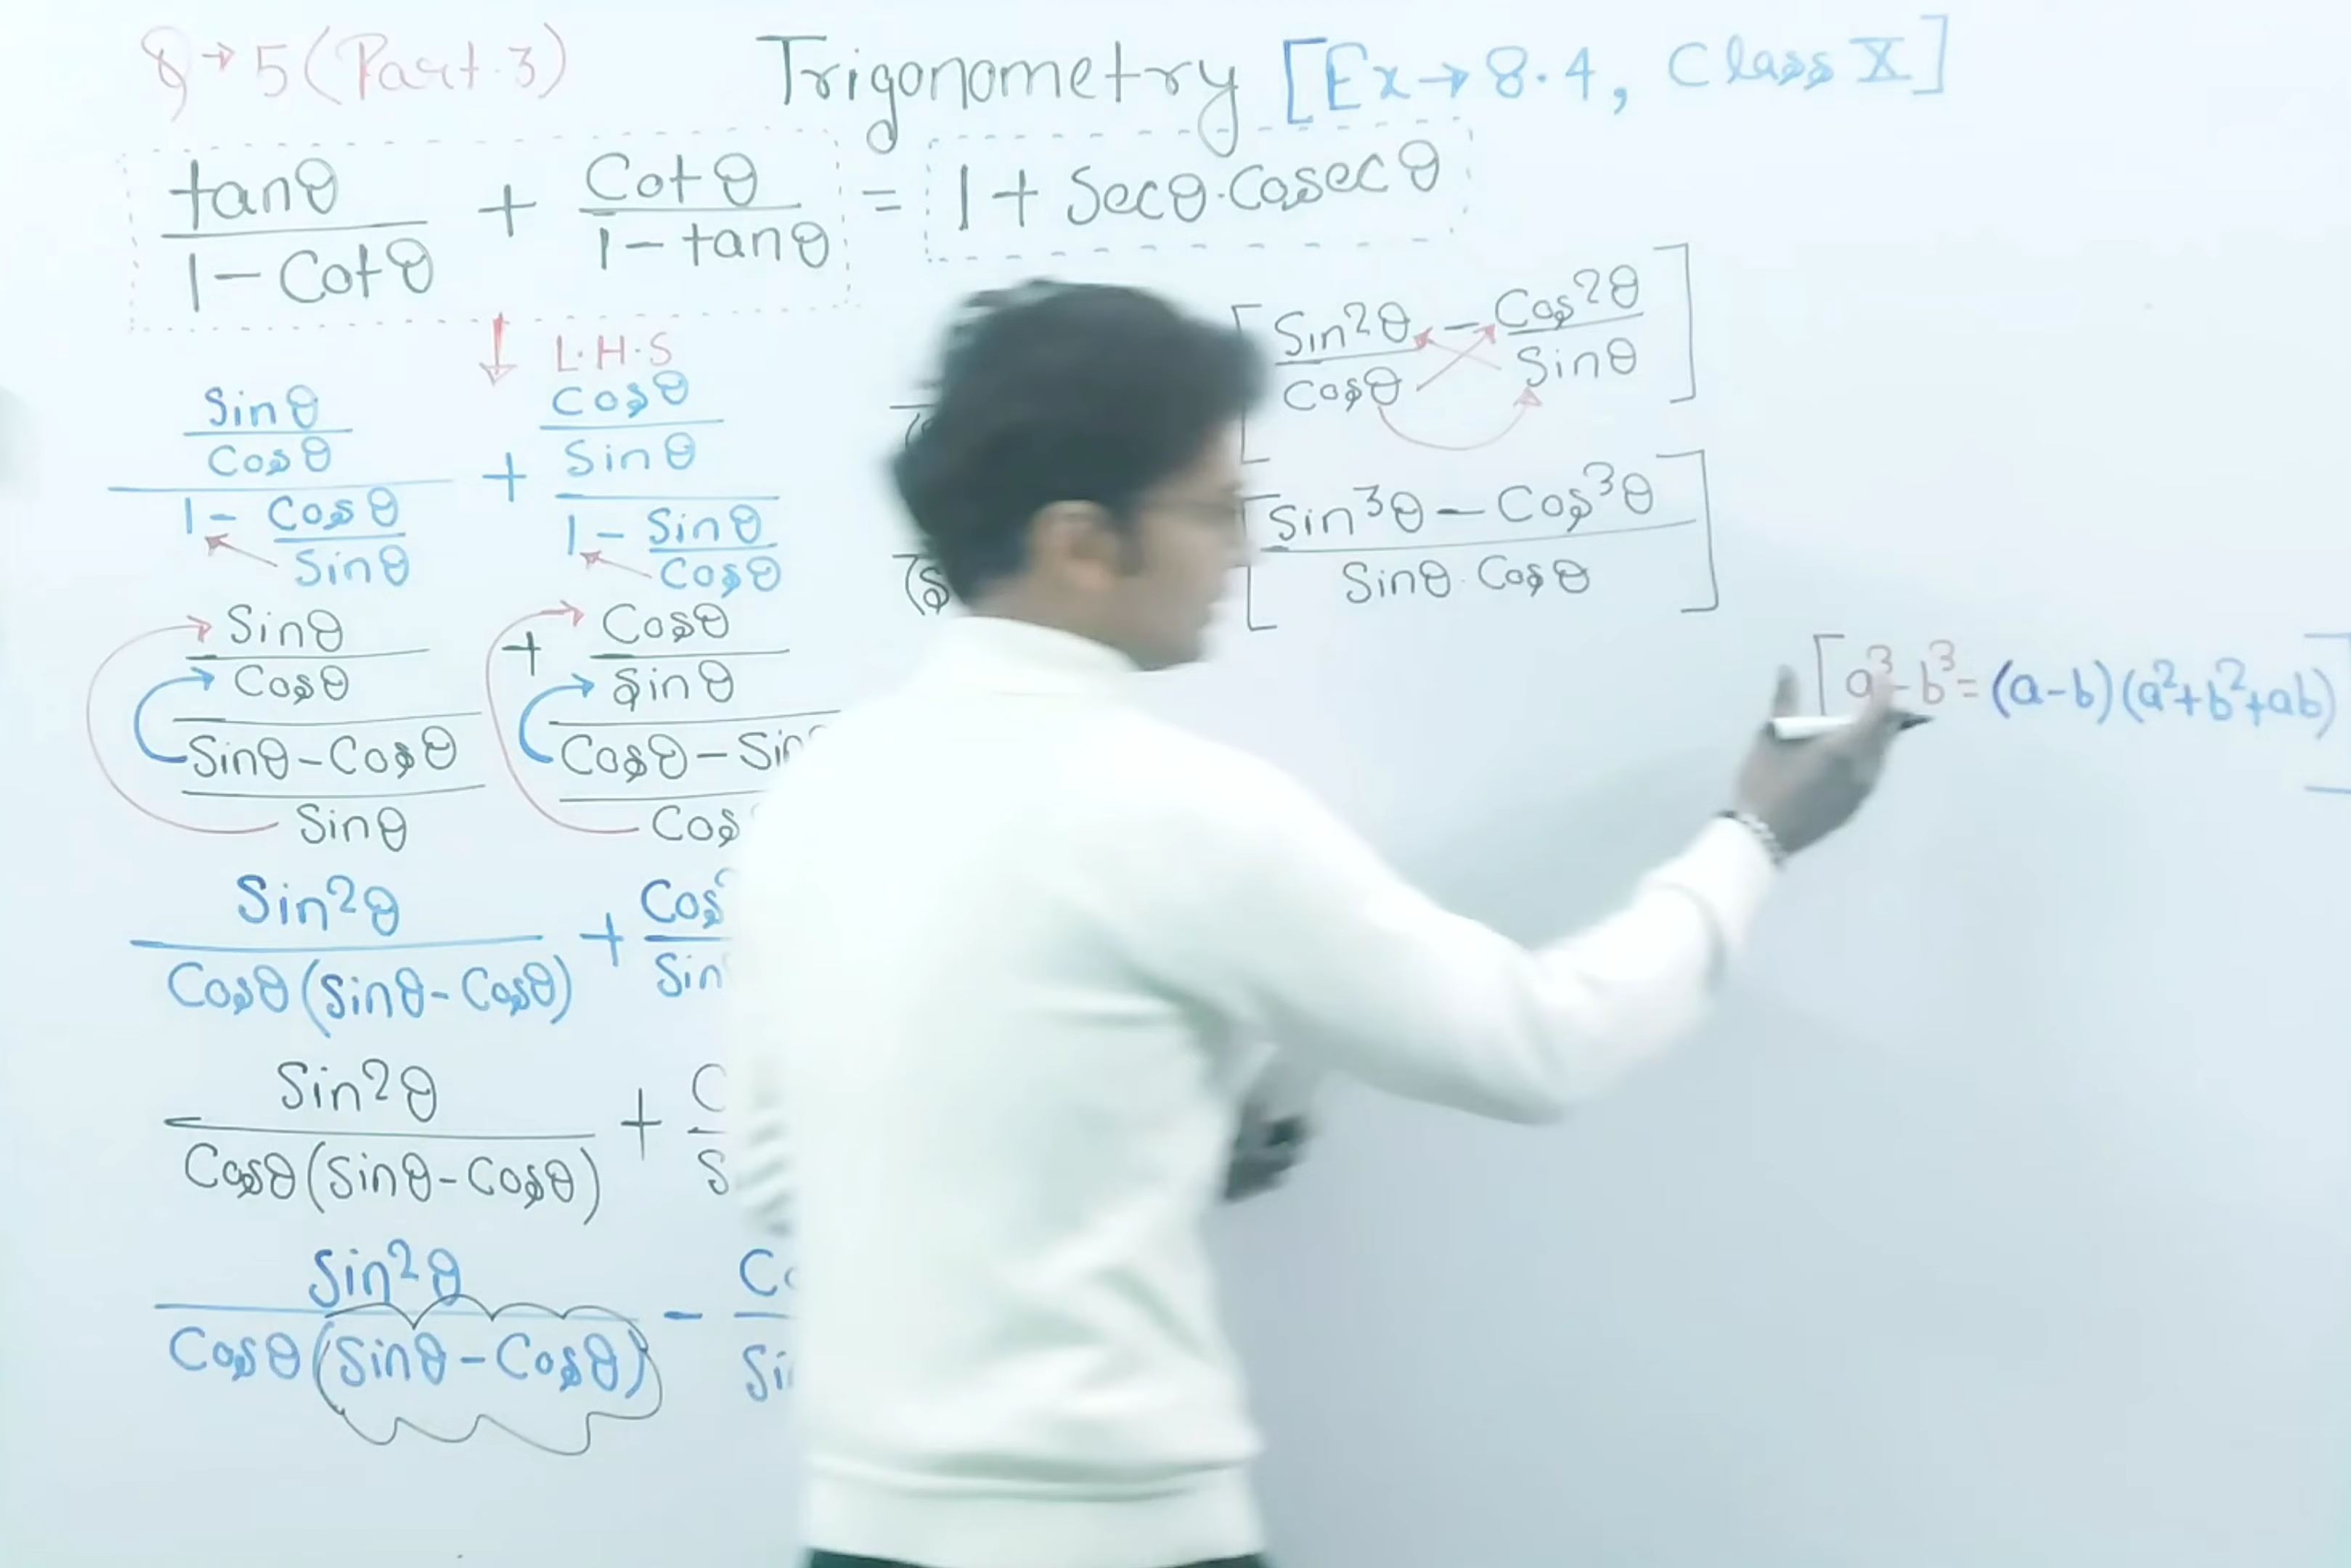 Q→5(Part.3) Trigonometry [Ex→8.4, Class X]
tanθ/1-Cotθ + Cotθ/1-tanθ = 1+Secθ.Cosecθ
↓ L.H.S
Sinθ/Cosθ / 1-Cosθ/Sinθ + Cosθ/Sinθ / 1-Sinθ/Cosθ
Sinθ/Cosθ / Sinθ-Cosθ/Sinθ + Cosθ/Sinθ / Cosθ-
Sin²θ/Cosθ(Sinθ-Cosθ) +
Sin²θ/Cosθ(Sinθ-Cosθ) +
Sin²θ/Cosθ(Sinθ-Cosθ) -
[Sin²θ/Cosθ - Cos²θ/Sinθ]
[Sin³θ-Cos³θ/Sinθ.Cosθ]
[a³-b³=(a-b)(a²+b²+ab)]